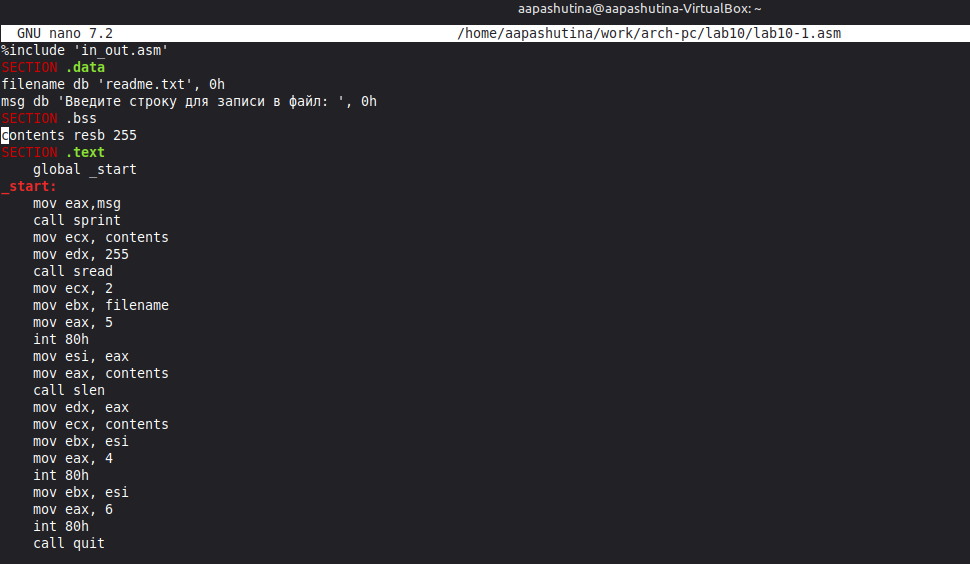 aapashutina@aapashutina-VirtualBox: ~
GNU nano 7.2 /home/aapashutina/work/arch-pc/lab10/lab10-1.asm
%include 'in_out.asm'
SECTION .data
filename db 'readme.txt', 0h
msg db 'Введите строку для записи в файл: ', 0h
SECTION .bss
contents resb 255
SECTION .text
    global _start
_start:
    mov eax,msg
    call sprint
    mov ecx, contents
    mov edx, 255
    call sread
    mov ecx, 2
    mov ebx, filename
    mov eax, 5
    int 80h
    mov esi, eax
    mov eax, contents
    call slen
    mov edx, eax
    mov ecx, contents
    mov ebx, esi
    mov eax, 4
    int 80h
    mov ebx, esi
    mov eax, 6
    int 80h
    call quit